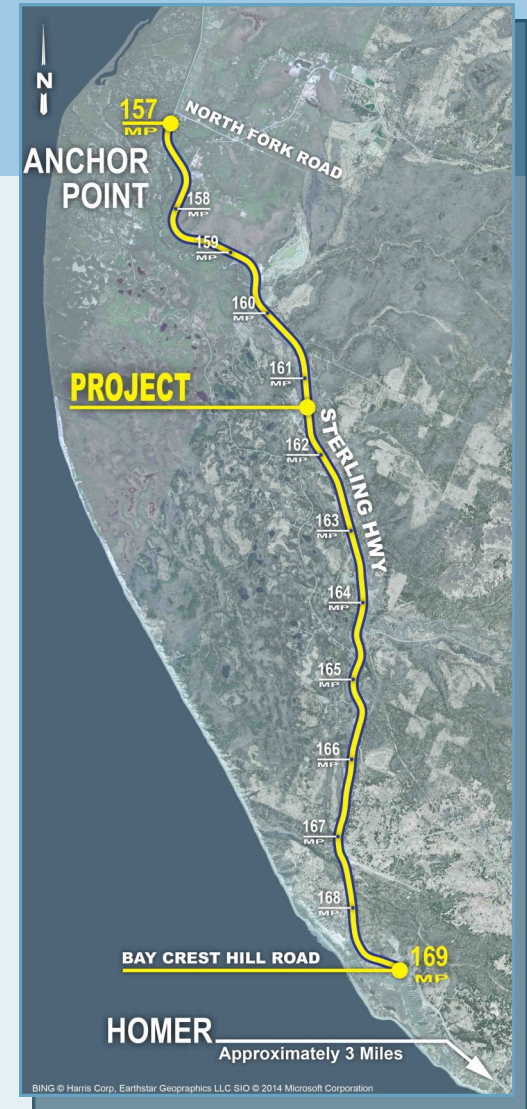 N
157
MP
NORTH FORK ROAD
ANCHOR
POINT
158
MP
159
MP
160
MP
161
MP
PROJECT
STERLING HWY
162
MP
163
MP
164
MP
165
MP
166
MP
167
MP
168
MP
BAY CREST HILL ROAD
169
MP
HOMER
Approximately 3 Miles
BING © Harris Corp, Earthstar Geographics LLC SIO © 2014 Microsoft Corporation